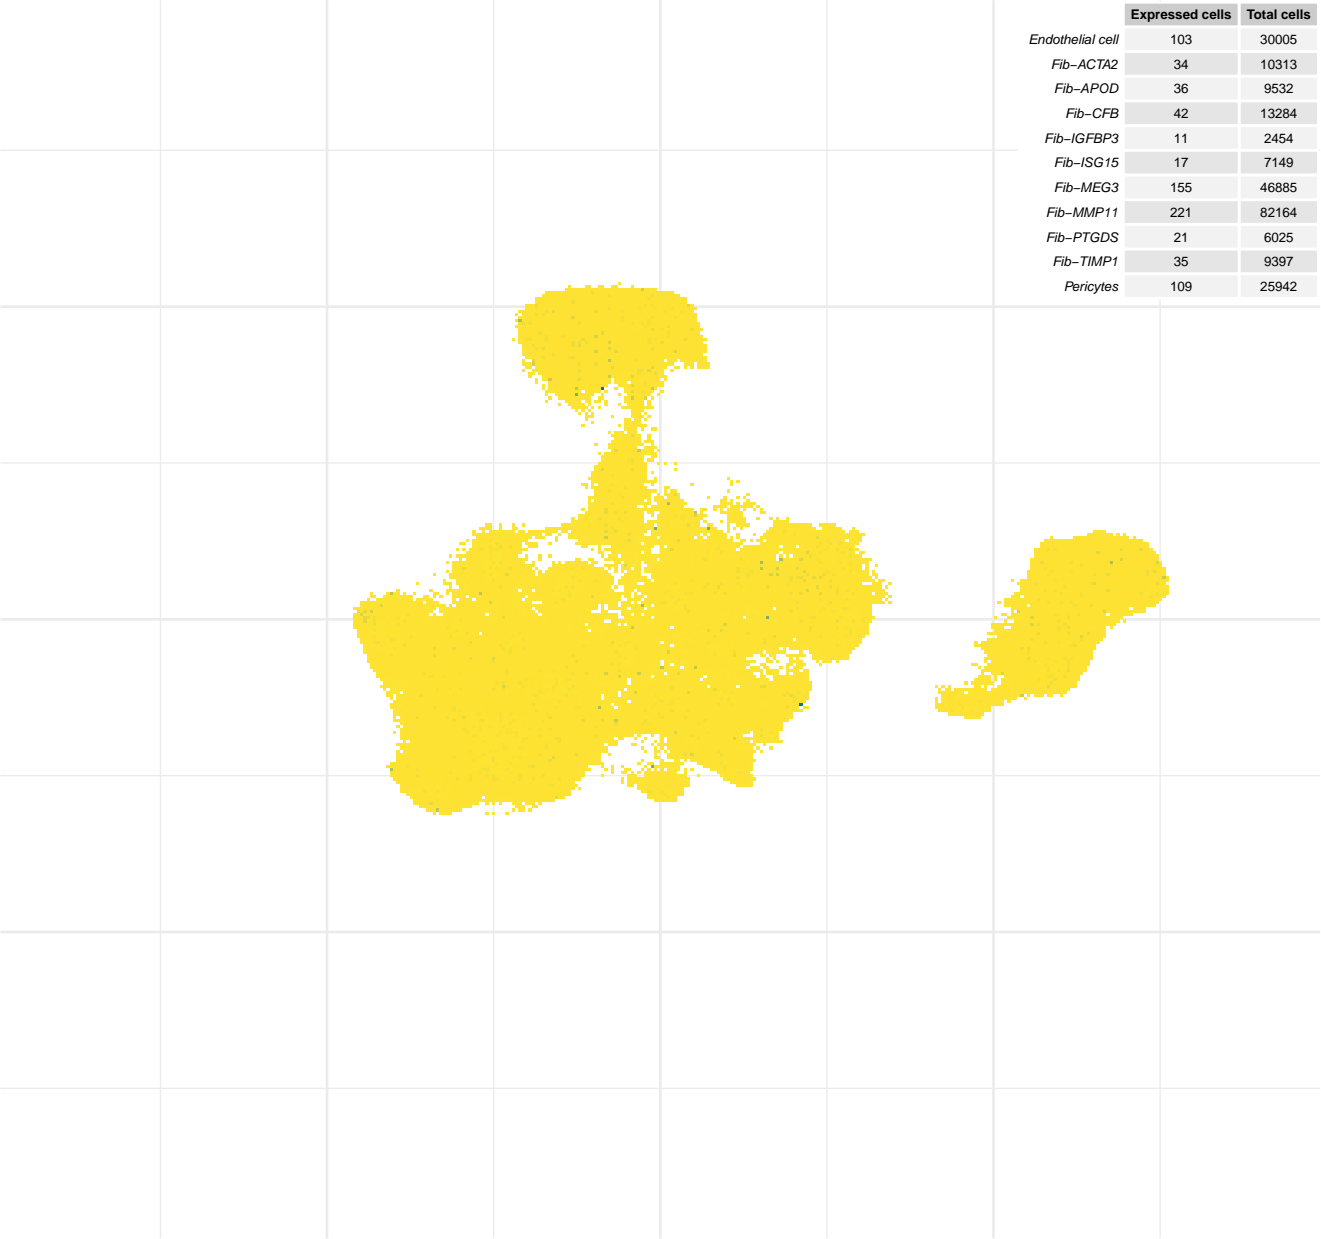 Expressed cells Total cells
Endothelial cell 103 30005
Fib−ACTA2 34 10313
Fib−APOD 36 9532
Fib−CFB 42 13284
Fib−IGFBP3 11 2454
Fib−ISG15 17 7149
Fib−MEG3 155 46885
Fib−MMP11 221 82164
Fib−PTGDS 21 6025
Fib−TIMP1 35 9397
Pericytes 109 25942